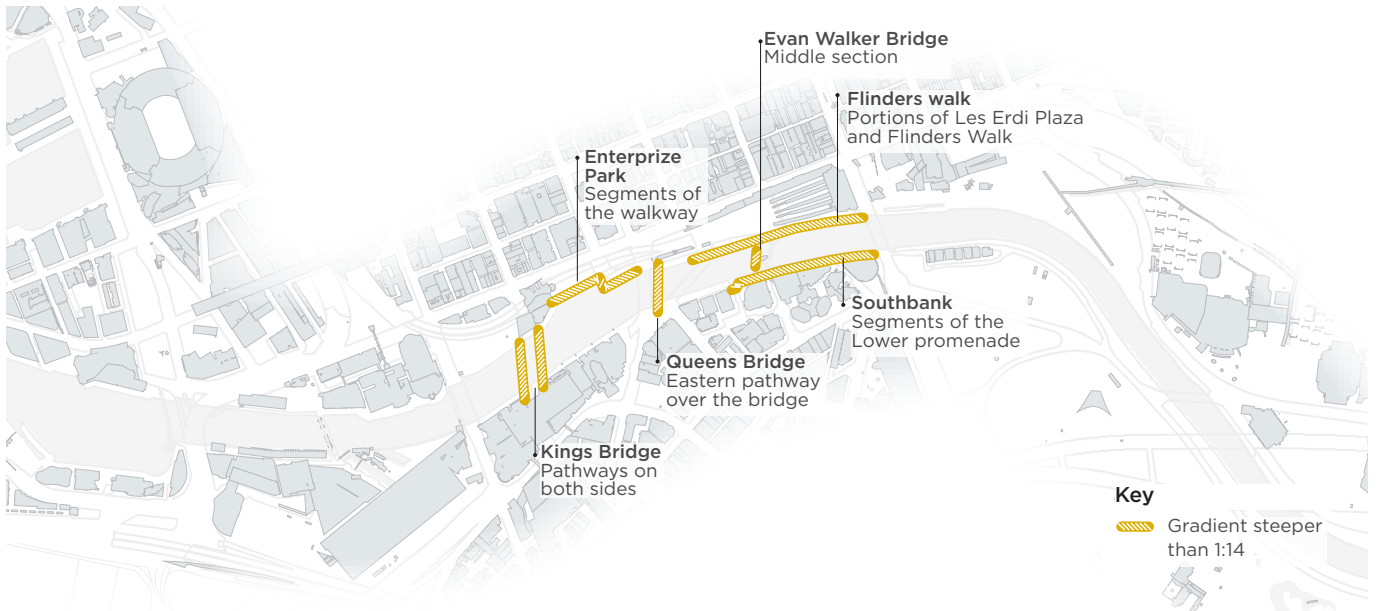 Evan Walker Bridge
Middle section
Flinders walk
Portions of Les Erdi Plaza
and Flinders Walk
Enterprize
Park
Segments of
the walkway
Southbank
Segments of the
Lower promenade
Queens Bridge
Eastern pathway
over the bridge
Kings Bridge
Pathways on
both sides
Key
Gradient steeper
than 1:14